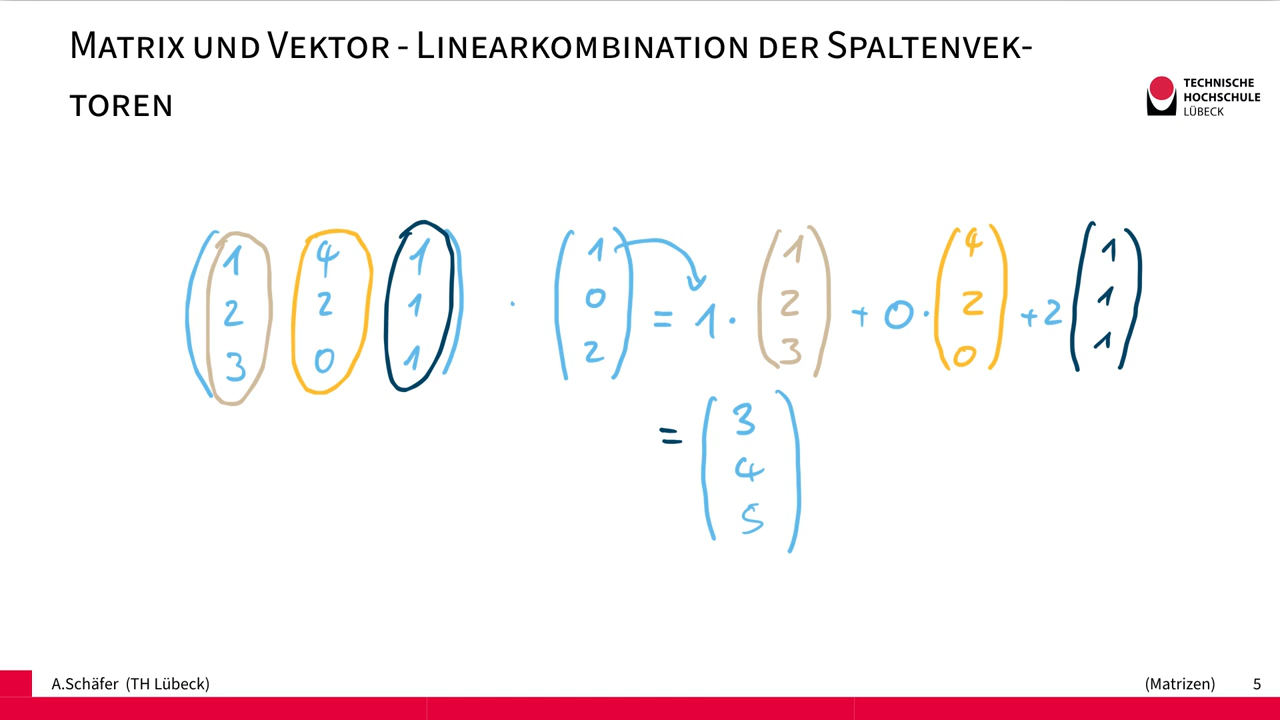 MATRIX UND VEKTOR - LINEARKOMBINATION DER SPALTENVEK-
TOREN
TECHNISCHE
HOCHSCHULE
LÜBECK
1 4 1 1 1 4 1
2 2 1 · 0 = 1 · 2 + 0 · 2 + 2 1
3 0 1 2 3 0 1
3
= 4
5
A.Schäfer (TH Lübeck) (Matrizen) 5